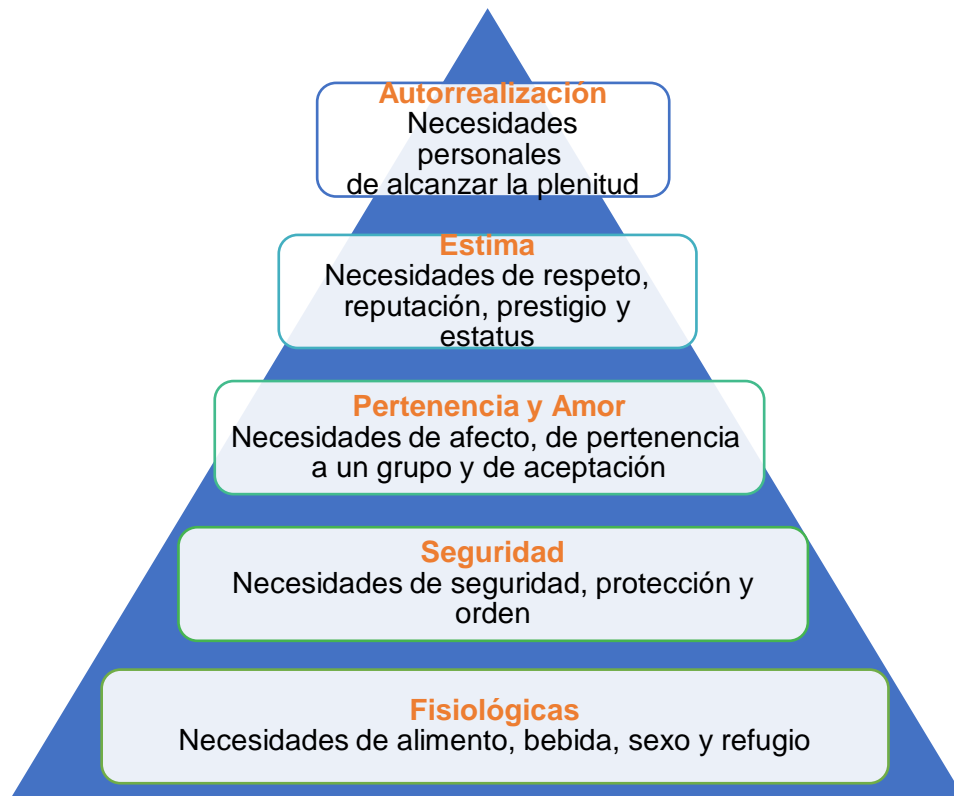 Autorrealización
Necesidades
personales
de alcanzar la plenitud
Estima
Necesidades de respeto,
reputación, prestigio y
estatus
Pertenencia y Amor
Necesidades de afecto, de pertenencia
a un grupo y de aceptación
Seguridad
Necesidades de seguridad, protección y
orden
Fisiológicas
Necesidades de alimento, bebida, sexo y refugio